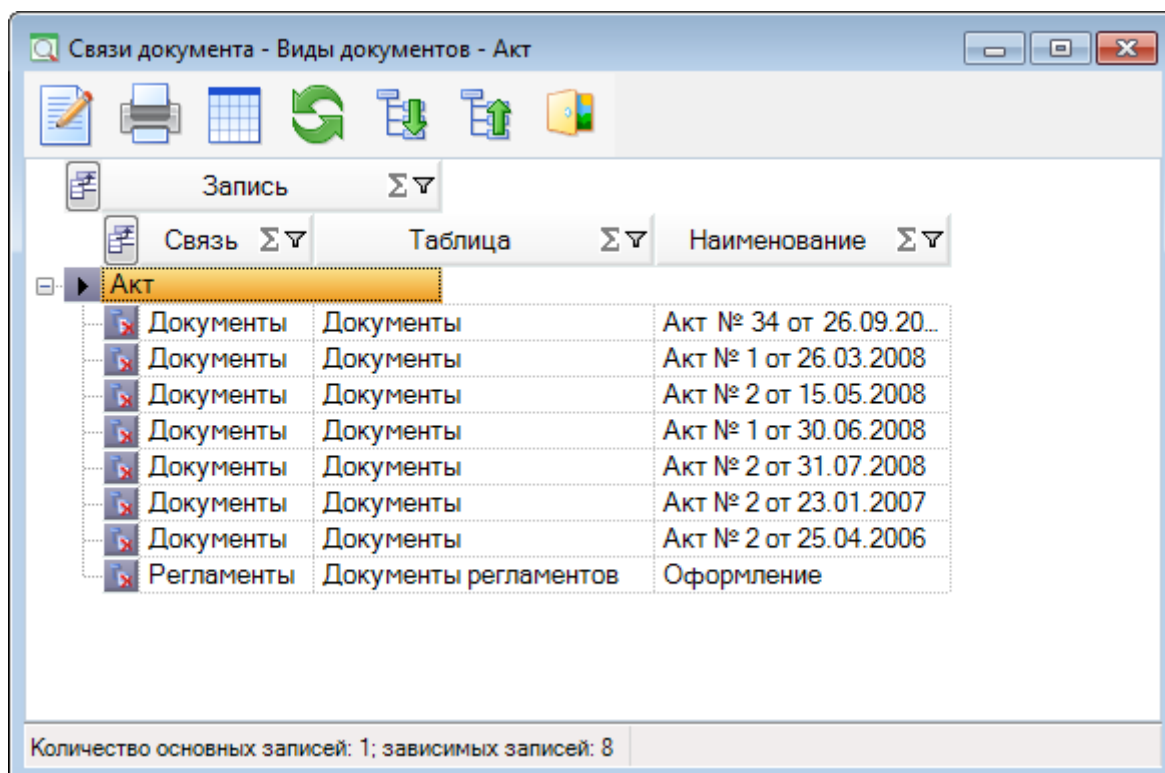 Связи документа - Виды документов - Акт
Запись Σ
Связь Σ Таблица Σ Наименование Σ
Акт
Документы Документы Акт № 34 от 26.09.20...
Документы Документы Акт № 1 от 26.03.2008
Документы Документы Акт № 2 от 15.05.2008
Документы Документы Акт № 1 от 30.06.2008
Документы Документы Акт № 2 от 31.07.2008
Документы Документы Акт № 2 от 23.01.2007
Документы Документы Акт № 2 от 25.04.2006
Регламенты Документы регламентов Оформление
Количество основных записей: 1; зависимых записей: 8